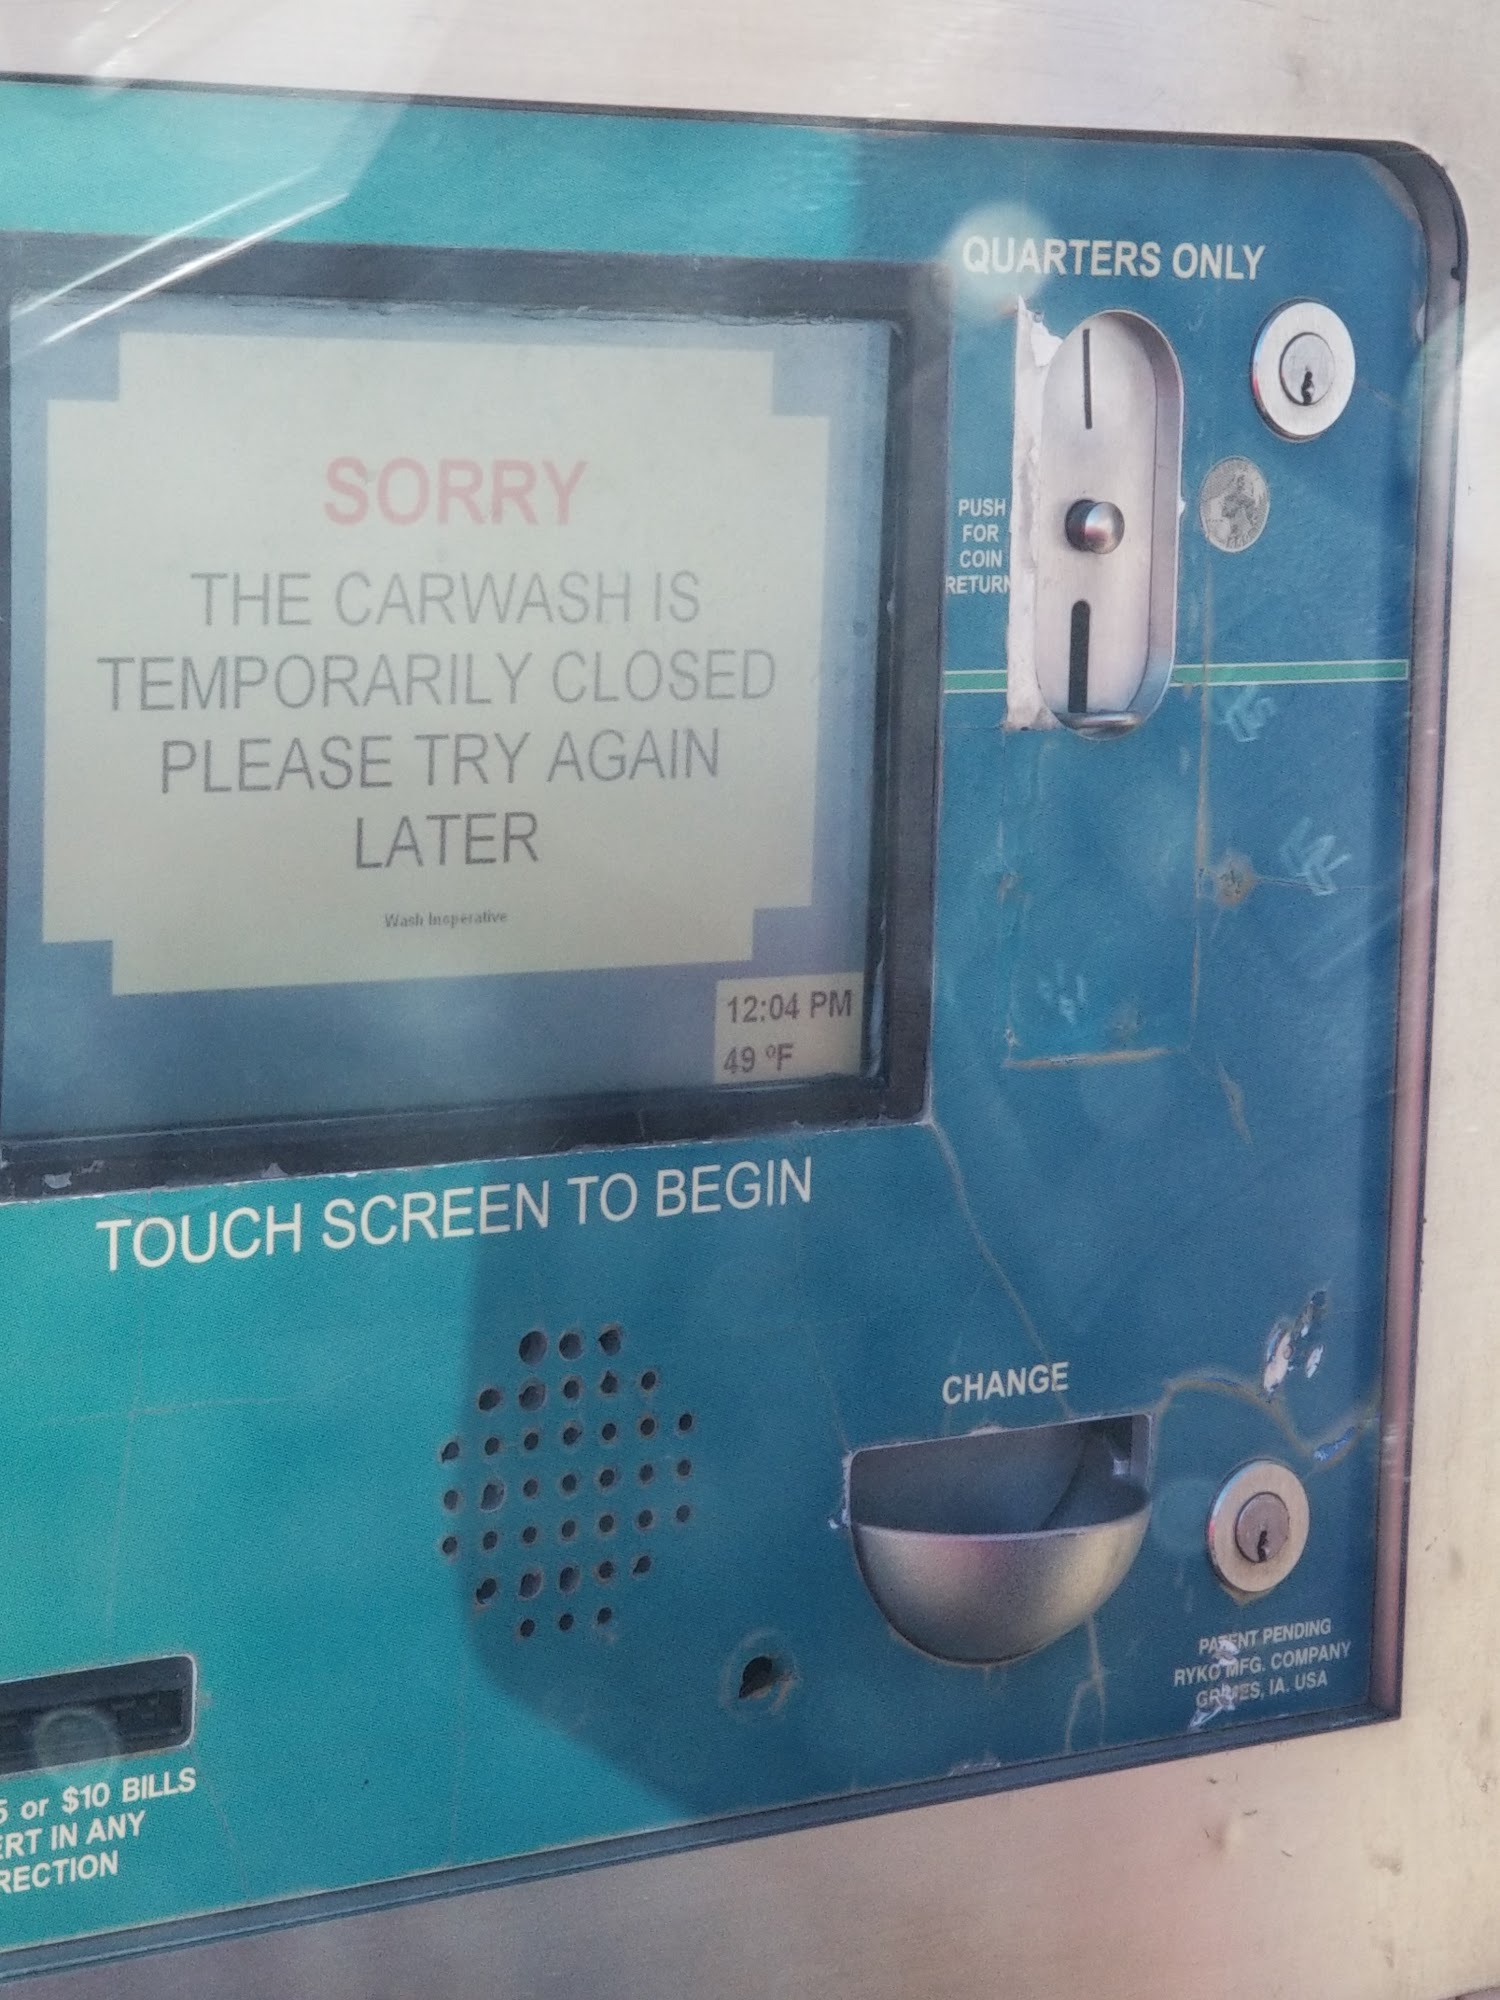 QUARTERS ONLY
PUSH
FOR
COIN
RETURN
SORRY
THE CARWASH IS
TEMPORARILY CLOSED
PLEASE TRY AGAIN
LATER
Wash Inoperative
12:04 PM
49 °F
TOUCH SCREEN TO BEGIN
CHANGE
PATENT PENDING
RYKO MFG. COMPANY
GRIMES, IA. USA
5 or $10 BILLS
ERT IN ANY
RECTION